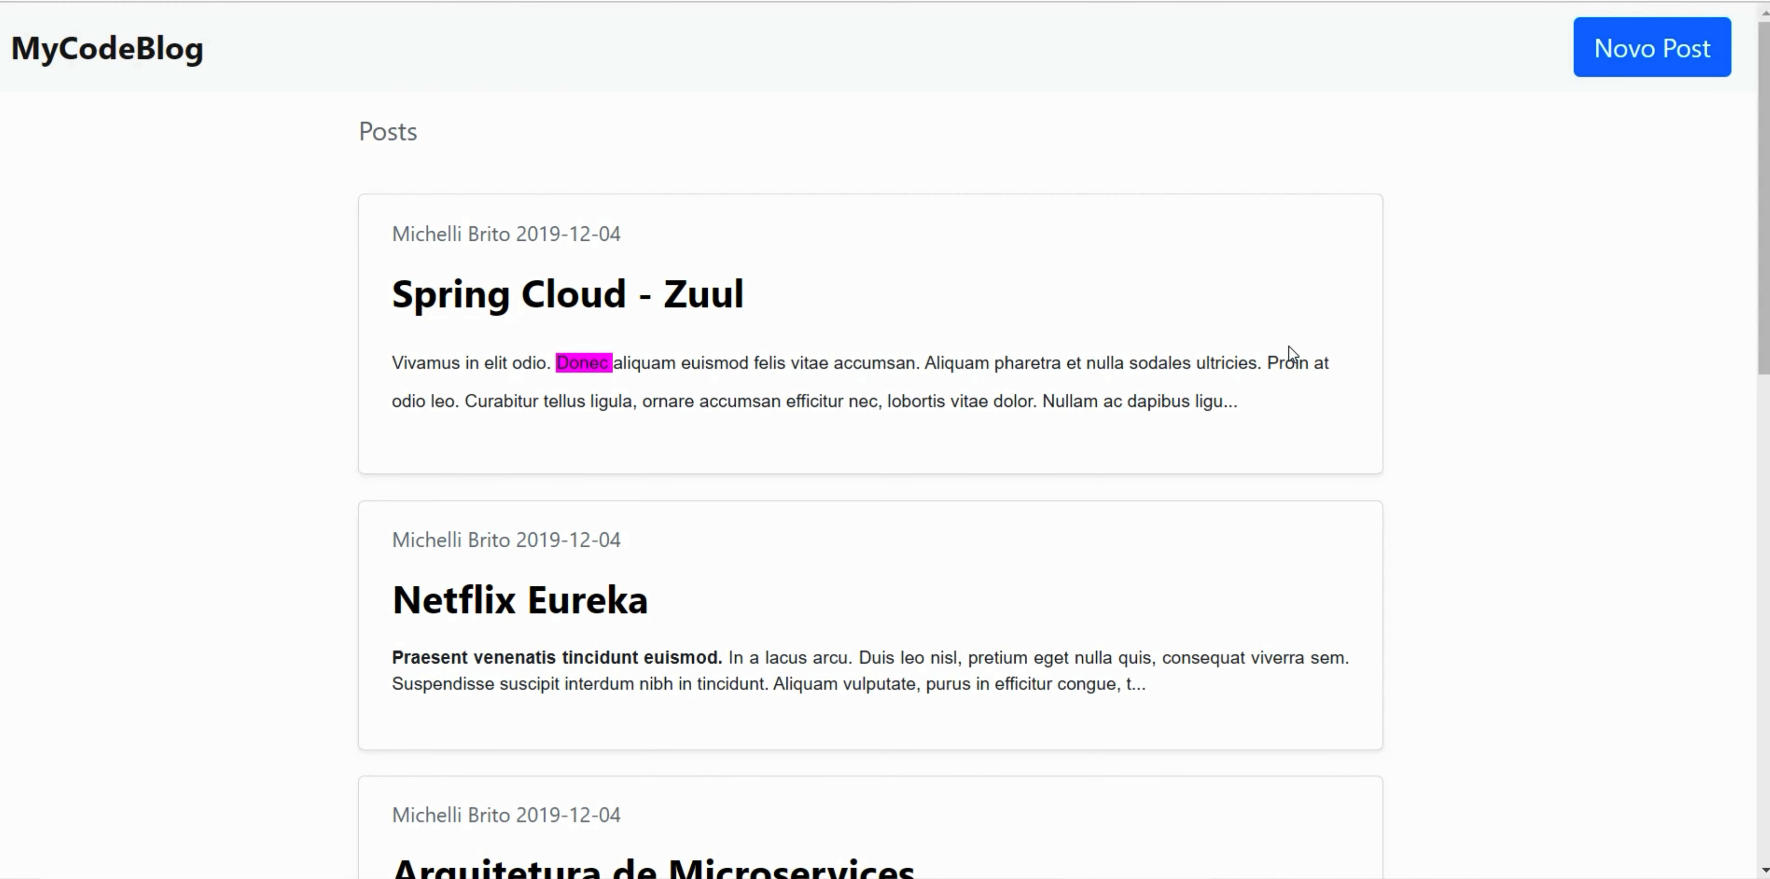 MyCodeBlog
Novo Post
Posts
Michelli Brito 2019-12-04
Spring Cloud - Zuul
Vivamus in elit odio. Donec aliquam euismod felis vitae accumsan. Aliquam pharetra et nulla sodales ultricies. Proin at
odio leo. Curabitur tellus ligula, ornare accumsan efficitur nec, lobortis vitae dolor. Nullam ac dapibus ligu...
Michelli Brito 2019-12-04
Netflix Eureka
Praesent venenatis tincidunt euismod. In a lacus arcu. Duis leo nisl, pretium eget nulla quis, consequat viverra sem.
Suspendisse suscipit interdum nibh in tincidunt. Aliquam vulputate, purus in efficitur congue, t...
Michelli Brito 2019-12-04
Arquitetura de Microservices